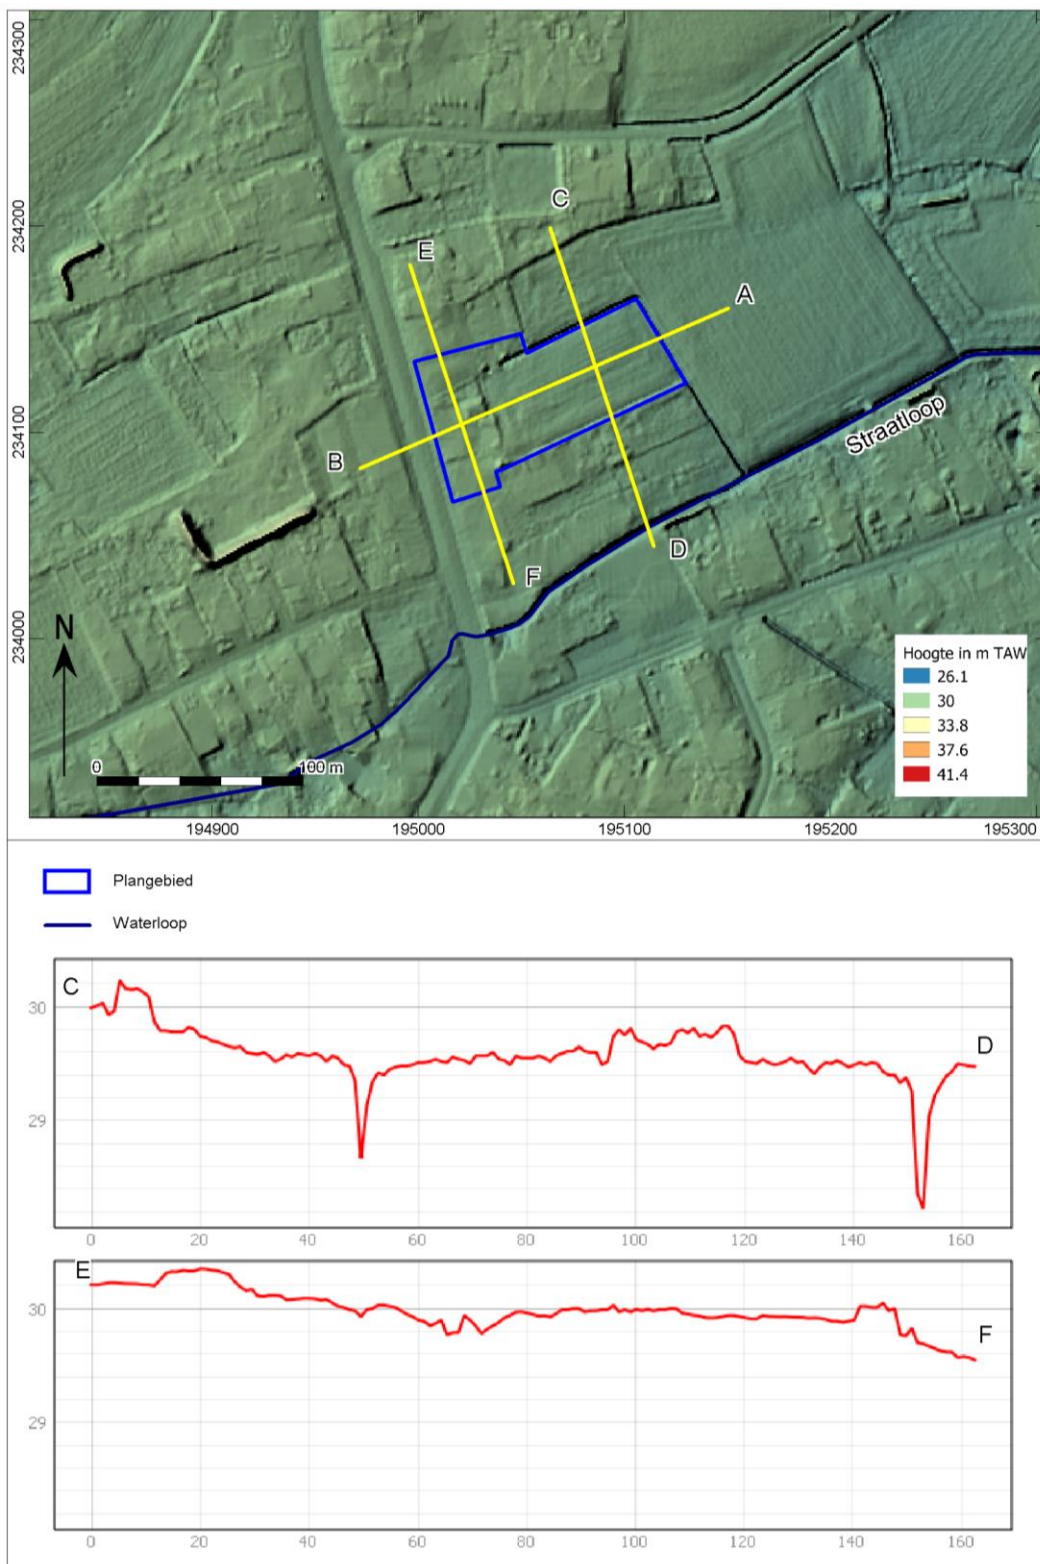 234300
234200
234100
234000
C
E
A
B
D
F
Straatloop
N
0
100 m
Hoogte in m TAW
26.1
30
33.8
37.6
41.4
194900
195000
195100
195200
195300
Plangebied
Waterloop
C
D
30
29
0
20
40
60
80
100
120
140
160
E
F
30
29
0
20
40
60
80
100
120
140
160